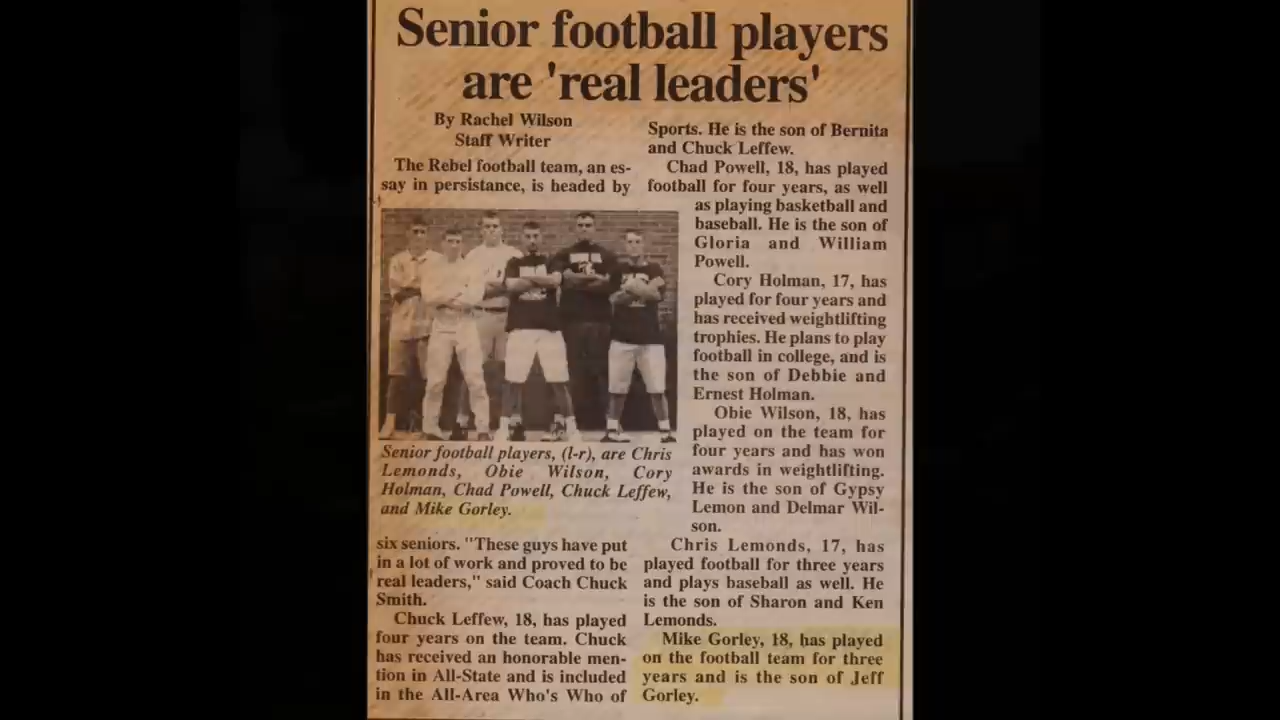 Senior football players
are 'real leaders'
By Rachel Wilson
Staff Writer
The Rebel football team, an es-
say in persistance, is headed by
Senior football players, (l-r), are Chris
Lemonds, Obie Wilson, Cory
Holman, Chad Powell, Chuck Leffew,
and Mike Gorley.
six seniors. "These guys have put
in a lot of work and proved to be
real leaders," said Coach Chuck
Smith.
Chuck Leffew, 18, has played
four years on the team. Chuck
has received an honorable men-
tion in All-State and is included
in the All-Area Who's Who of
Sports. He is the son of Bernita
and Chuck Leffew.
Chad Powell, 18, has played
football for four years, as well
as playing basketball and
baseball. He is the son of
Gloria and William
Powell.
Cory Holman, 17, has
played for four years and
has received weightlifting
trophies. He plans to play
football in college, and is
the son of Debbie and
Ernest Holman.
Obie Wilson, 18, has
played on the team for
four years and has won
awards in weightlifting.
He is the son of Gypsy
Lemon and Delmar Wil-
son.
Chris Lemonds, 17, has
played football for three years
and plays baseball as well. He
is the son of Sharon and Ken
Lemonds.
Mike Gorley, 18, has played
on the football team for three
years and is the son of Jeff
Gorley.